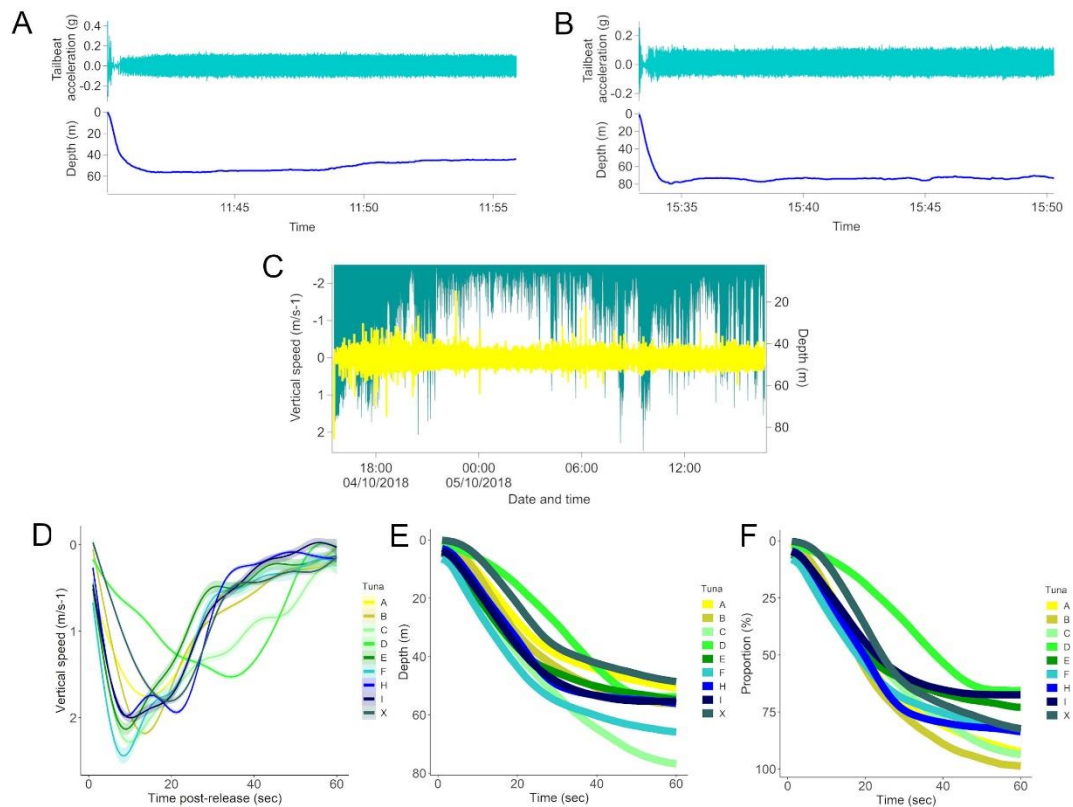 A
Tailbeat
acceleration (g)
0.4
0.2
0.0
-0.2
Depth (m)
0
20
40
60
11:45
11:50
11:55
Time
B
Tailbeat
acceleration (g)
0.2
0.0
-0.2
Depth (m)
0
20
40
60
80
15:35
15:40
15:45
15:50
Time
C
Vertical speed (m/s-1)
-2
-1
0
1
2
20
40
60
80
Depth
(m)
18:00
04/10/2018
00:00
05/10/2018
06:00
12:00
Date and time
D
Vertical speed (m/s-1)
0
1
2
0
20
40
60
Time post-release (sec)
Tuna
A
B
C
D
E
F
H
I
X
E
Depth (m)
0
20
40
60
80
0
20
40
60
Time (sec)
Tuna
A
B
C
D
E
F
H
I
X
F
Proportion (%)
0
25
50
75
100
0
20
40
60
Time (sec)
Tuna
A
B
C
D
E
F
H
I
X